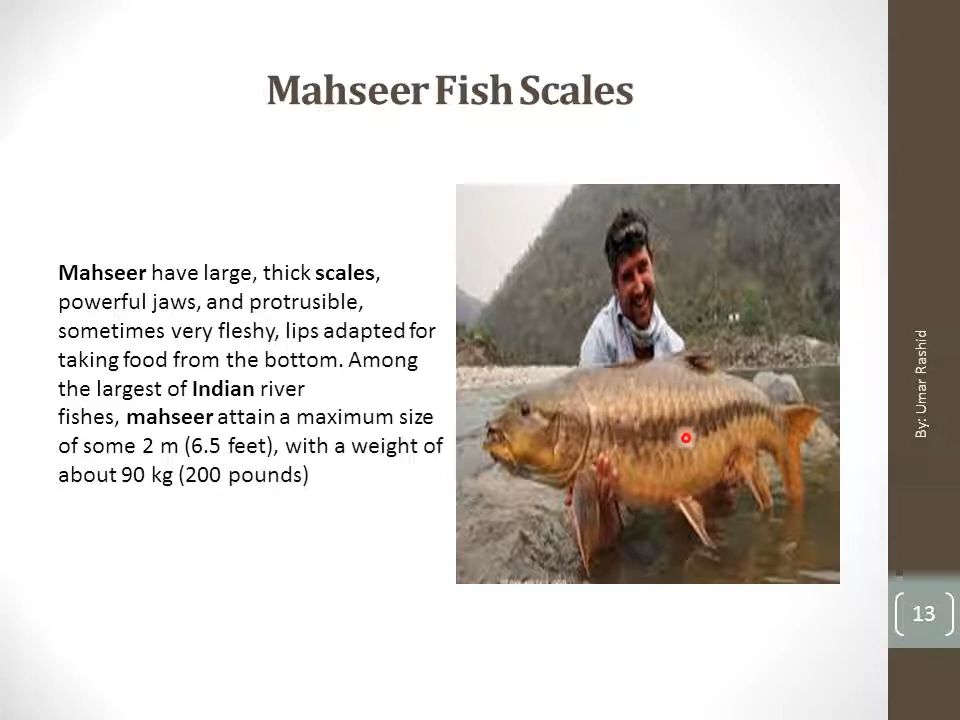 Mahseer Fish Scales
Mahseer have large, thick scales,
powerful jaws, and protrusible,
sometimes very fleshy, lips adapted for
taking food from the bottom. Among
the largest of Indian river
fishes, mahseer attain a maximum size
of some 2 m (6.5 feet), with a weight of
about 90 kg (200 pounds)
By: Umar Rashid
13